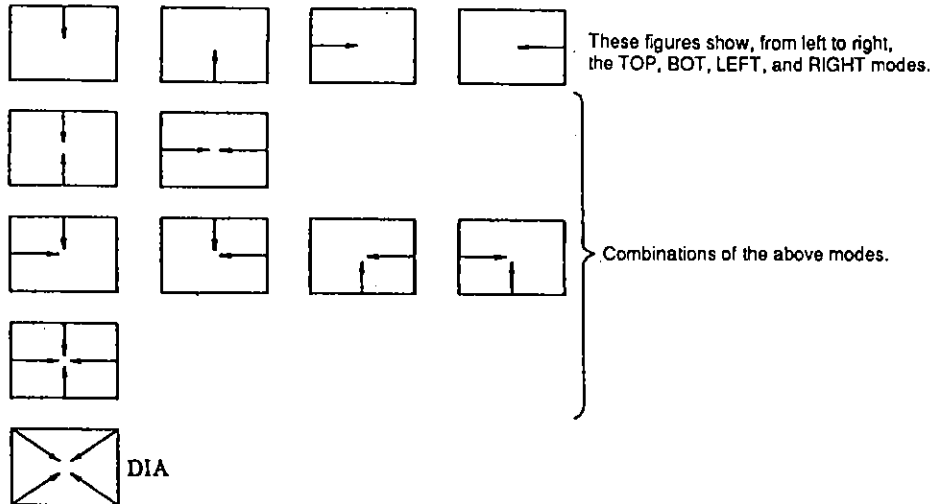 These figures show, from left to right,
the TOP, BOT, LEFT, and RIGHT modes.
Combinations of the above modes.
DIA